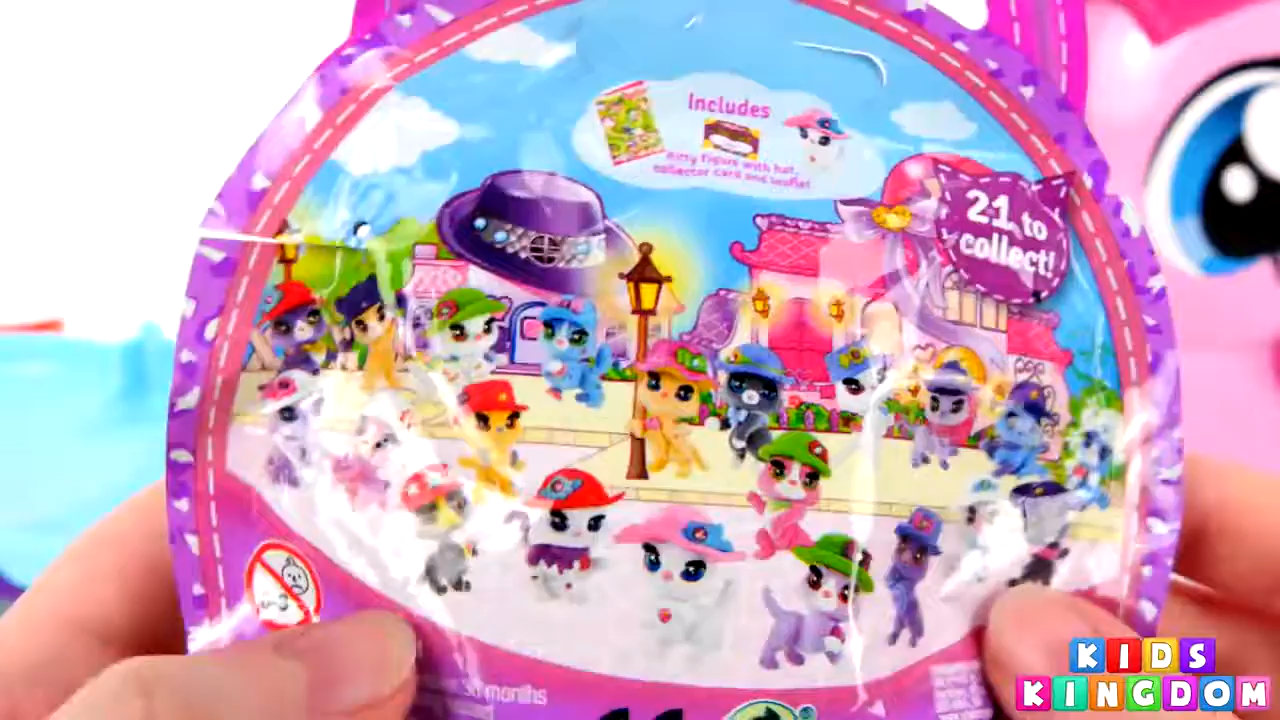 Includes
Kitty figure with hat,
collector card and leaflet
21 to
collect!
months
KIDS
KINGDOM